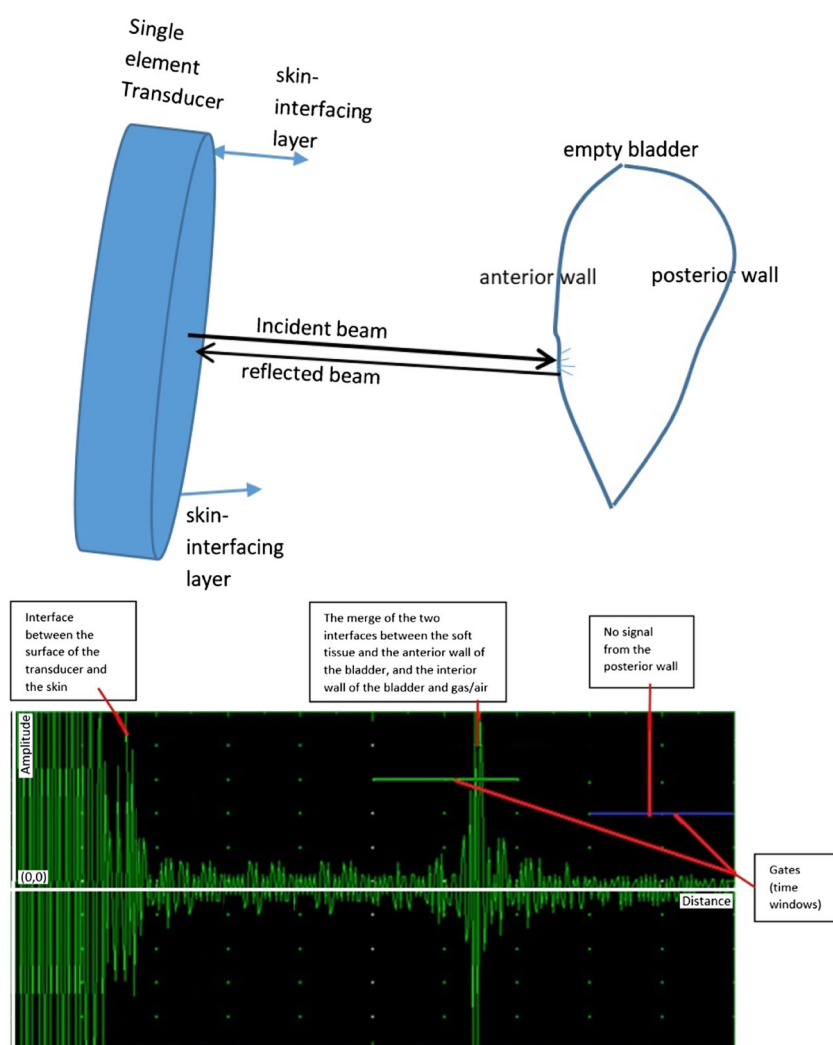 Single
element
Transducer
skin-
interfacing
layer
empty bladder
anterior wall
posterior wall
Incident beam
reflected beam
skin-
interfacing
layer
Interface
between the
surface of the
transducer and
the skin
The merge of the two
interfaces between the soft
tissue and the anterior wall of
the bladder, and the interior
wall of the bladder and gas/air
No signal
from the
posterior wall
Amplitude
(0,0)
Distance
Gates
(time
windows)